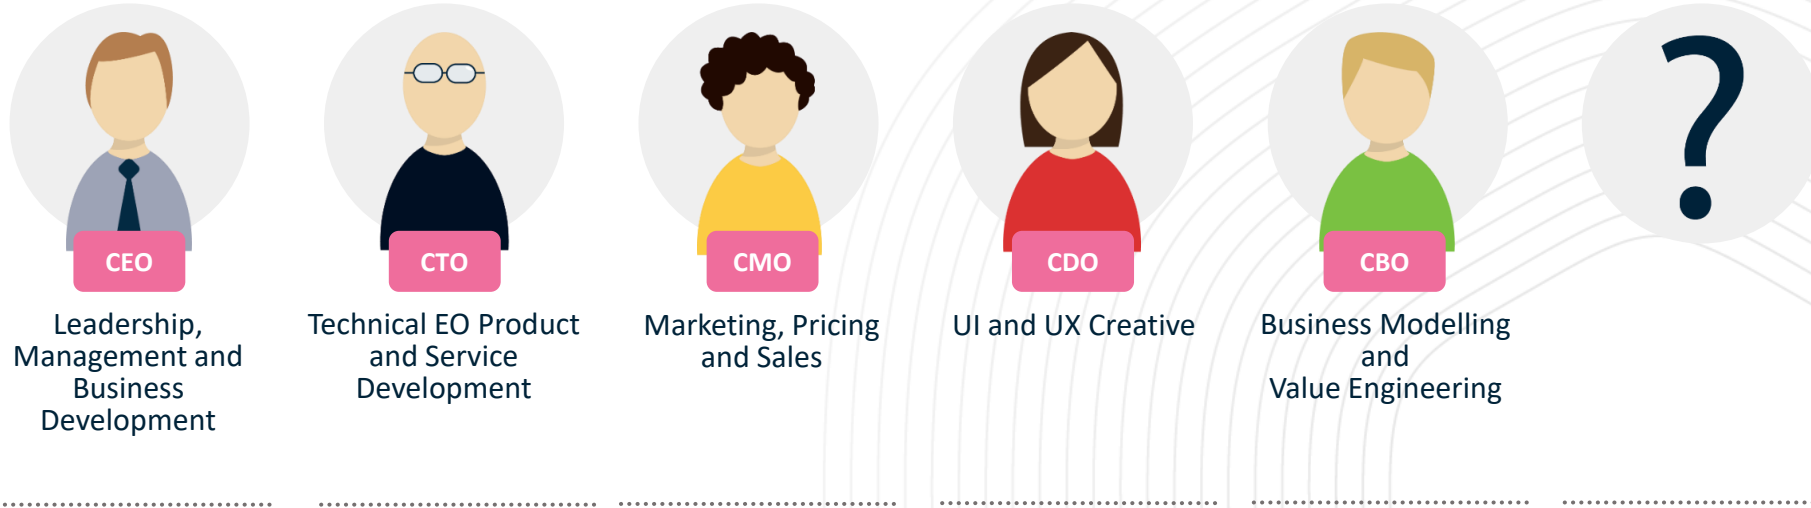 CEO
CTO
CMO
CDO
CBO
?
Leadership,
Management and
Business
Development
Technical EO Product
and Service
Development
Marketing, Pricing
and Sales
UI and UX Creative
Business Modelling
and
Value Engineering